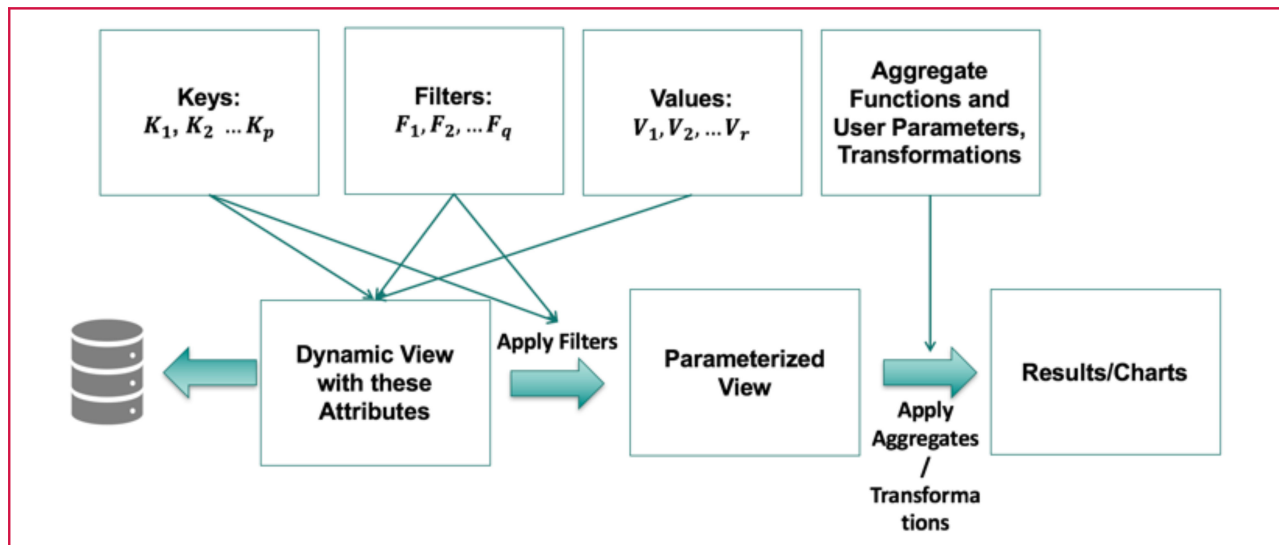 Keys:
K₁, K₂ …Kₚ
Filters:
F₁, F₂, …F_q
Values:
V₁, V₂, …Vᵣ
Aggregate
Functions and
User Parameters,
Transformations
Dynamic View
with these
Attributes
Apply Filters
Parameterized
View
Apply
Aggregates
/
Transforma
tions
Results/Charts